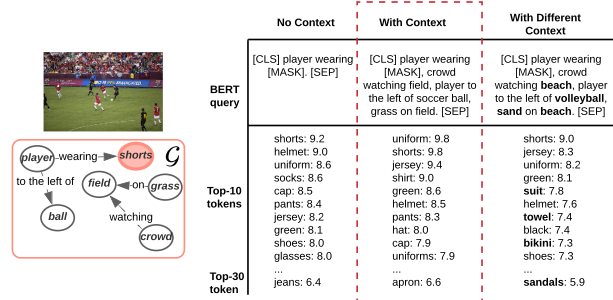 No Context
With Context
With Different
Context
BERT
query
[CLS] player wearing
[MASK]. [SEP]
[CLS] player wearing
[MASK], crowd
watching field, player to
the left of soccer ball,
grass on field. [SEP]
[CLS] player wearing
[MASK], crowd
watching beach, player
to the left of volleyball,
sand on beach. [SEP]
player
wearing
shorts
G
to the left of
field
on
grass
ball
watching
crowd
Top-10
tokens
shorts: 9.2
helmet: 9.0
uniform: 8.6
socks: 8.6
cap: 8.5
pants: 8.4
jersey: 8.2
green: 8.1
shoes: 8.0
glasses: 8.0
...
uniform: 9.8
shorts: 9.8
jersey: 9.4
shirt: 9.0
green: 8.6
helmet: 8.5
pants: 8.3
hat: 8.0
cap: 7.9
uniforms: 7.9
...
shorts: 9.0
jersey: 8.3
uniform: 8.2
green: 8.1
suit: 7.8
helmet: 7.6
towel: 7.4
black: 7.4
bikini: 7.3
shoes: 7.3
...
Top-30
token
jeans: 6.4
apron: 6.6
sandals: 5.9